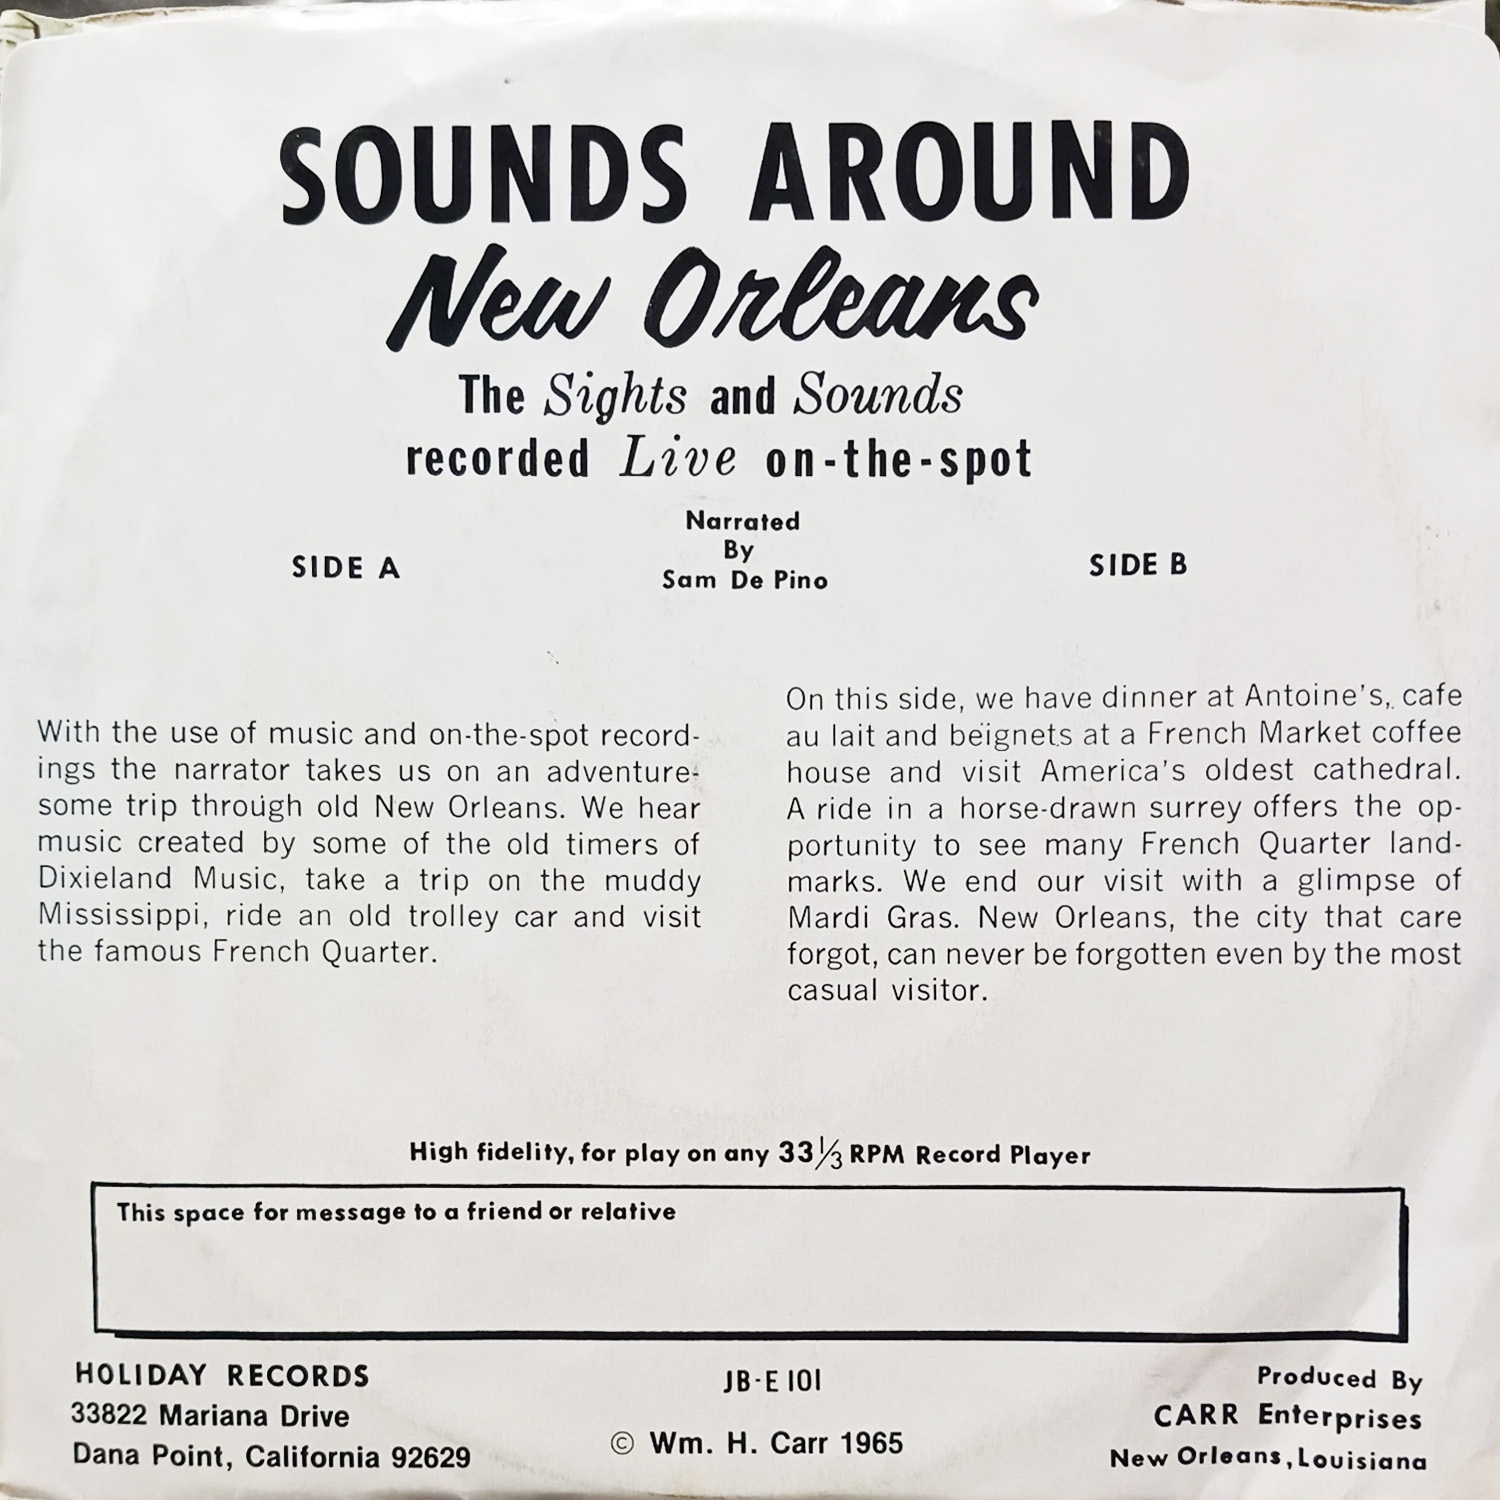 SOUNDS AROUND
New Orleans
The Sights and Sounds
recorded Live on-the-spot
Narrated
By
Sam De Pino
SIDE A
With the use of music and on-the-spot record-
ings the narrator takes us on an adventure-
some trip through old New Orleans. We hear
music created by some of the old timers of
Dixieland Music, take a trip on the muddy
Mississippi, ride an old trolley car and visit
the famous French Quarter.
SIDE B
On this side, we have dinner at Antoine's, cafe
au lait and beignets at a French Market coffee
house and visit America's oldest cathedral.
A ride in a horse-drawn surrey offers the op-
portunity to see many French Quarter land-
marks. We end our visit with a glimpse of
Mardi Gras. New Orleans, the city that care
forgot, can never be forgotten even by the most
casual visitor.
High fidelity, for play on any 33 1/3 RPM Record Player
This space for message to a friend or relative
HOLIDAY RECORDS
33822 Mariana Drive
Dana Point, California 92629
JB-E 101
© Wm. H. Carr 1965
Produced By
CARR Enterprises
New Orleans, Louisiana